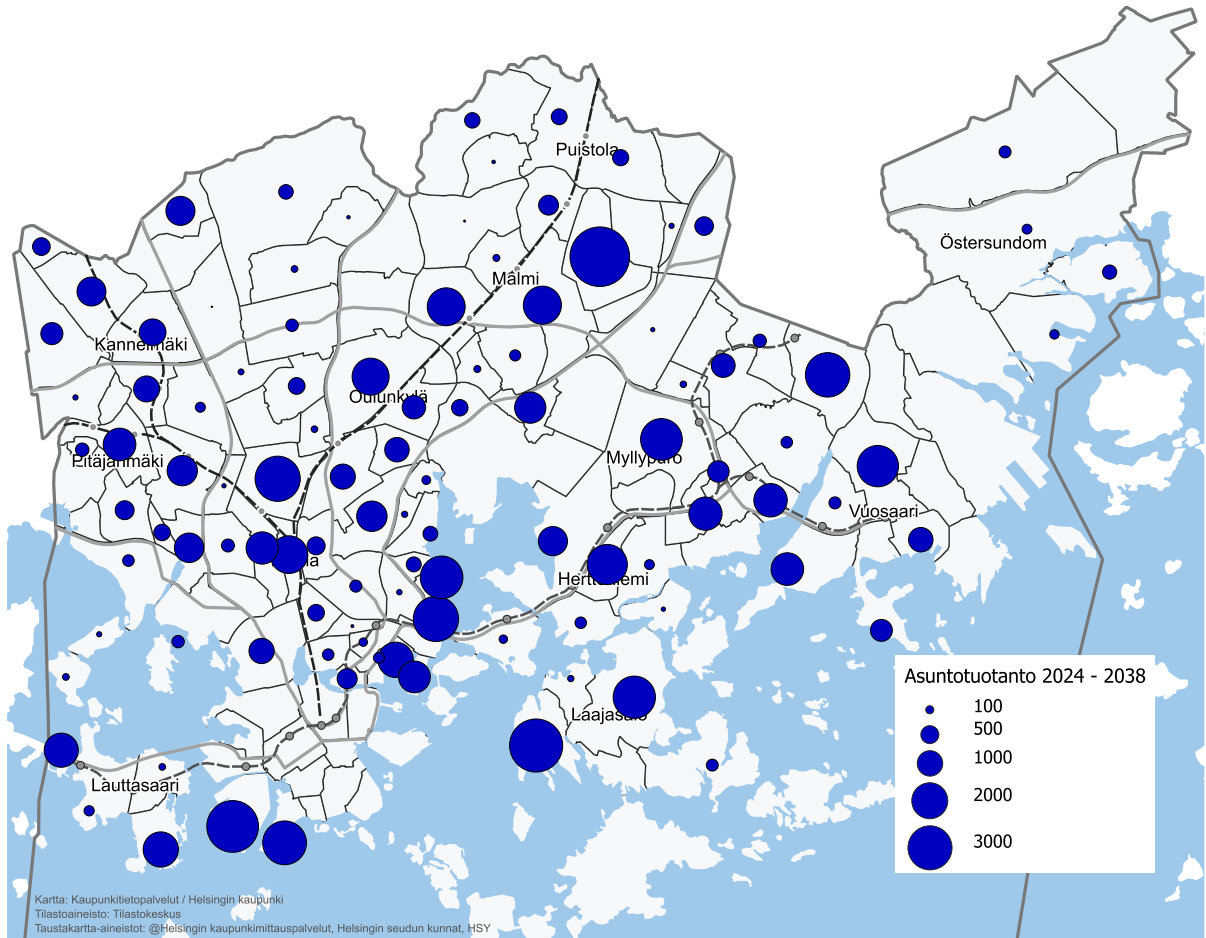 Puistola
Östersundom
Malmi
Kannelmäki
Oulunkylä
Pitäjänmäki
Myllypuro
Vuosaari
Herttoniemi
Laajasalo
Lauttasaari
Asuntotuotanto 2024 - 2038
100
500
1000
2000
3000
Kartta: Kaupunkitietopalvelut / Helsingin kaupunki
Tilastoaineisto: Tilastokeskus
Taustakartta-aineistot: @Helsingin kaupunkimittauspalvelut, Helsingin seudun kunnat, HSY